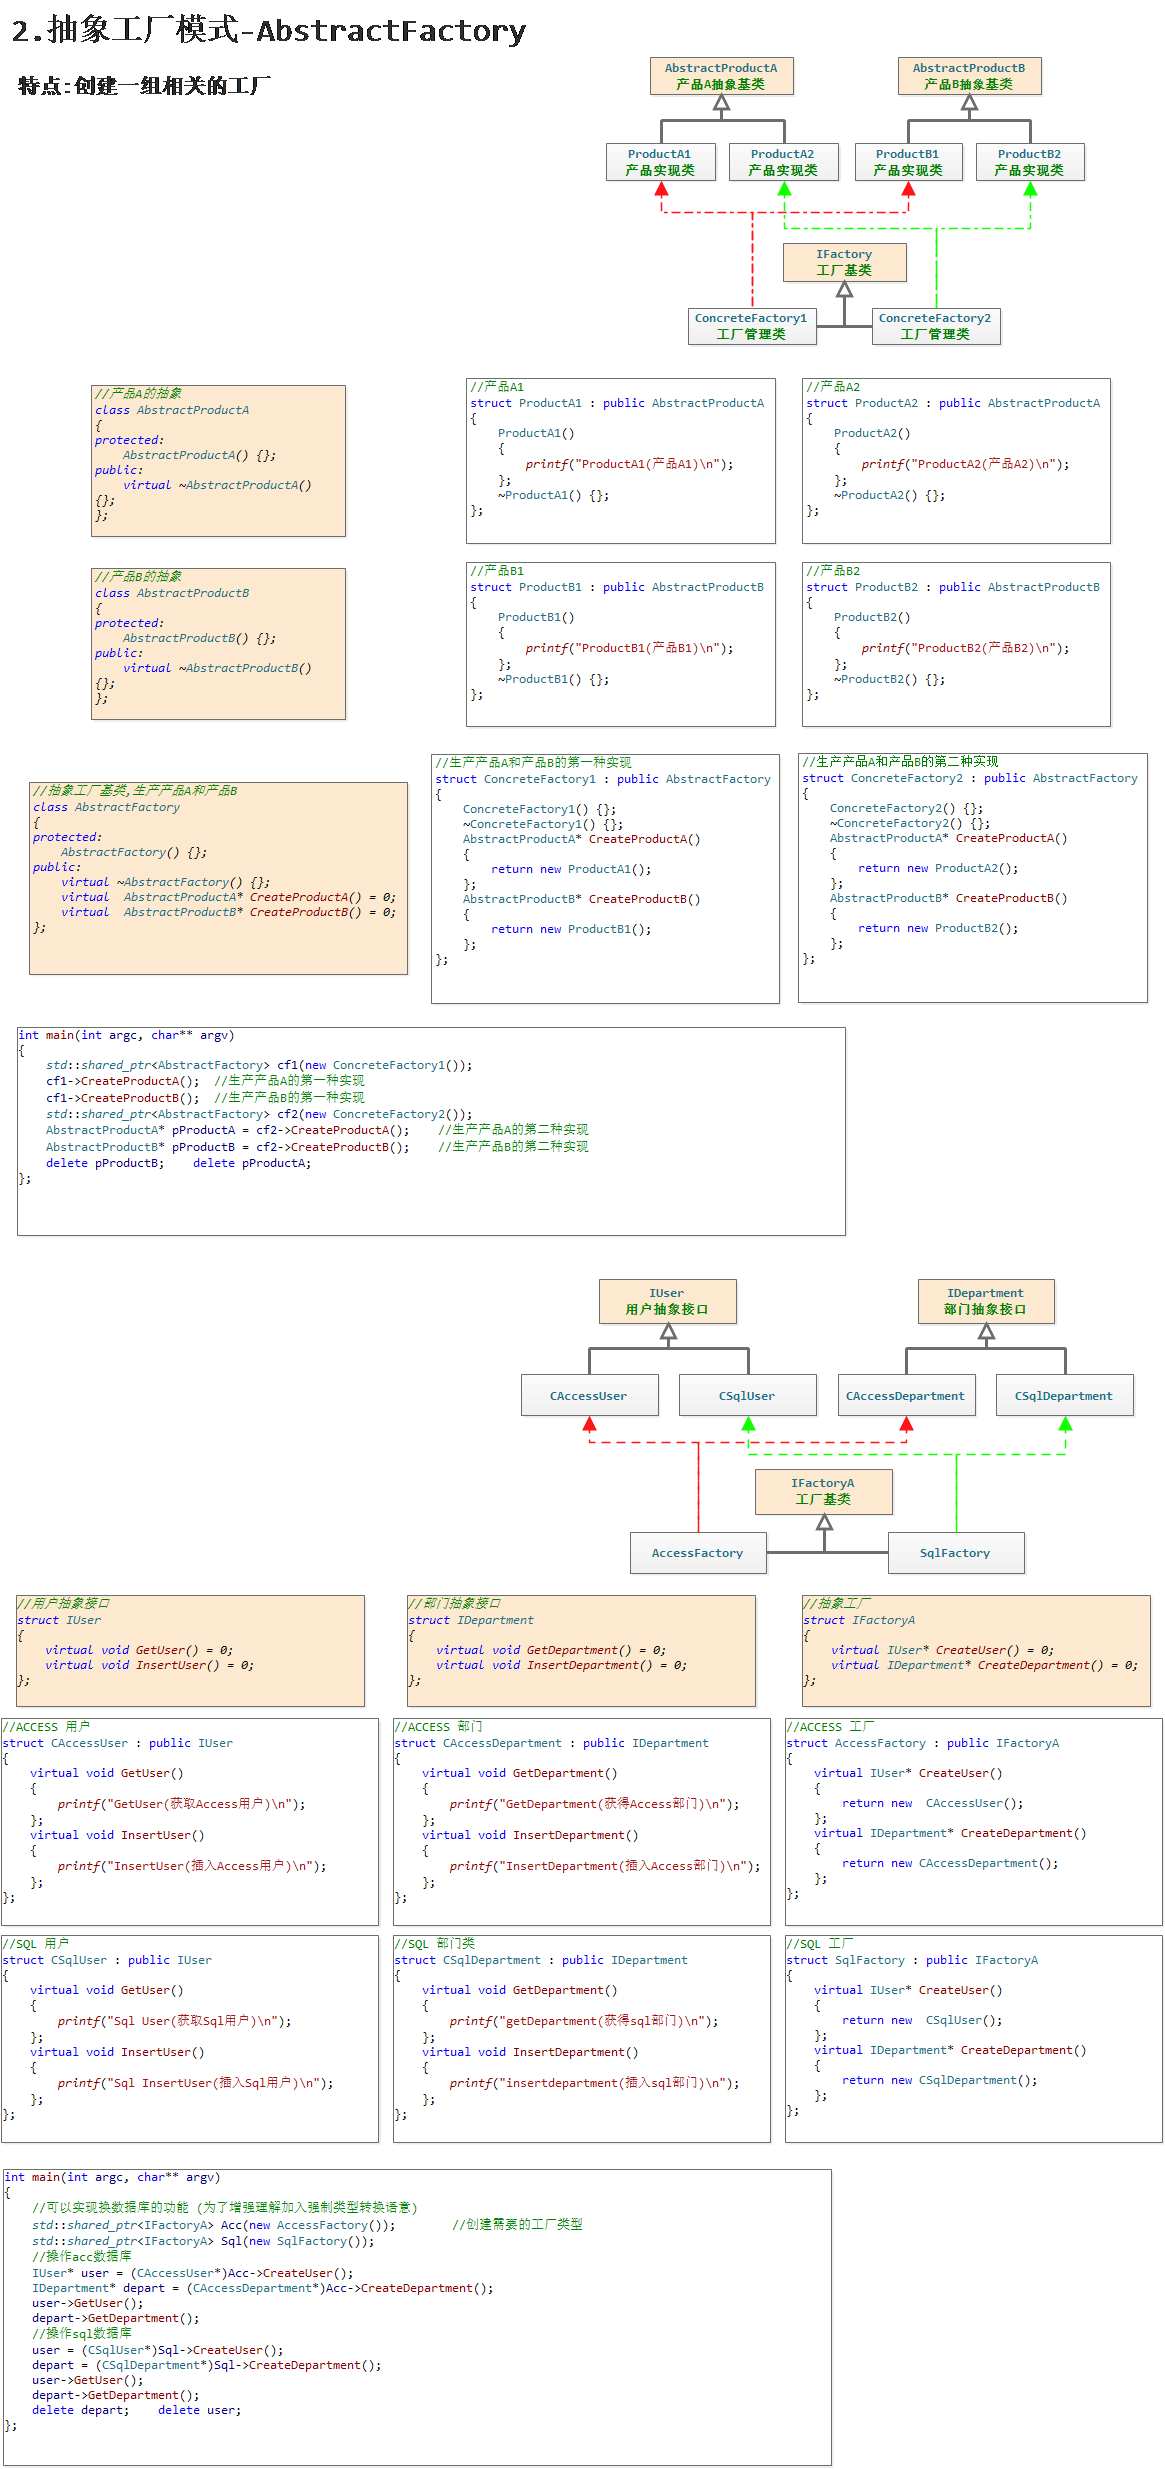 2.抽象工厂模式-AbstractFactory
特点:创建一组相关的工厂
AbstractProductA
产品A抽象基类
AbstractProductB
产品B抽象基类
ProductA1
产品实现类
ProductA2
产品实现类
ProductB1
产品实现类
ProductB2
产品实现类
IFactory
工厂基类
ConcreteFactory1
工厂管理类
ConcreteFactory2
工厂管理类
//产品A的抽象
class AbstractProductA
{
protected:
    AbstractProductA() {};
public:
    virtual ~AbstractProductA()
{};
};
//产品A1
struct ProductA1 : public AbstractProductA
{
    ProductA1()
    {
        printf("ProductA1(产品A1)\n");
    };
    ~ProductA1() {};
};
//产品A2
struct ProductA2 : public AbstractProductA
{
    ProductA2()
    {
        printf("ProductA2(产品A2)\n");
    };
    ~ProductA2() {};
};
//产品B的抽象
class AbstractProductB
{
protected:
    AbstractProductB() {};
public:
    virtual ~AbstractProductB()
{};
};
//产品B1
struct ProductB1 : public AbstractProductB
{
    ProductB1()
    {
        printf("ProductB1(产品B1)\n");
    };
    ~ProductB1() {};
};
//产品B2
struct ProductB2 : public AbstractProductB
{
    ProductB2()
    {
        printf("ProductB2(产品B2)\n");
    };
    ~ProductB2() {};
};
//抽象工厂基类,生产产品A和产品B
class AbstractFactory
{
protected:
    AbstractFactory() {};
public:
    virtual ~AbstractFactory() {};
    virtual  AbstractProductA* CreateProductA() = 0;
    virtual  AbstractProductB* CreateProductB() = 0;
};
//生产产品A和产品B的第一种实现
struct ConcreteFactory1 : public AbstractFactory
{
    ConcreteFactory1() {};
    ~ConcreteFactory1() {};
    AbstractProductA* CreateProductA()
    {
        return new ProductA1();
    };
    AbstractProductB* CreateProductB()
    {
        return new ProductB1();
    };
};
//生产产品A和产品B的第二种实现
struct ConcreteFactory2 : public AbstractFactory
{
    ConcreteFactory2() {};
    ~ConcreteFactory2() {};
    AbstractProductA* CreateProductA()
    {
        return new ProductA2();
    };
    AbstractProductB* CreateProductB()
    {
        return new ProductB2();
    };
};
int main(int argc, char** argv)
{
    std::shared_ptr<AbstractFactory> cf1(new ConcreteFactory1());
    cf1->CreateProductA();  //生产产品A的第一种实现
    cf1->CreateProductB();  //生产产品B的第一种实现
    std::shared_ptr<AbstractFactory> cf2(new ConcreteFactory2());
    AbstractProductA* pProductA = cf2->CreateProductA();    //生产产品A的第二种实现
    AbstractProductB* pProductB = cf2->CreateProductB();    //生产产品B的第二种实现
    delete pProductB;    delete pProductA;
};
IUser
用户抽象接口
IDepartment
部门抽象接口
CAccessUser
CSqlUser
CAccessDepartment
CSqlDepartment
IFactoryA
工厂基类
AccessFactory
SqlFactory
//用户抽象接口
struct IUser
{
    virtual void GetUser() = 0;
    virtual void InsertUser() = 0;
};
//部门抽象接口
struct IDepartment
{
    virtual void GetDepartment() = 0;
    virtual void InsertDepartment() = 0;
};
//抽象工厂
struct IFactoryA
{
    virtual IUser* CreateUser() = 0;
    virtual IDepartment* CreateDepartment() = 0;
};
//ACCESS 用户
struct CAccessUser : public IUser
{
    virtual void GetUser()
    {
        printf("GetUser(获取Access用户)\n");
    };
    virtual void InsertUser()
    {
        printf("InsertUser(插入Access用户)\n");
    };
};
//ACCESS 部门
struct CAccessDepartment : public IDepartment
{
    virtual void GetDepartment()
    {
        printf("GetDepartment(获得Access部门)\n");
    };
    virtual void InsertDepartment()
    {
        printf("InsertDepartment(插入Access部门)\n");
    };
};
//ACCESS 工厂
struct AccessFactory : public IFactoryA
{
    virtual IUser* CreateUser()
    {
        return new  CAccessUser();
    };
    virtual IDepartment* CreateDepartment()
    {
        return new CAccessDepartment();
    };
};
//SQL 用户
struct CSqlUser : public IUser
{
    virtual void GetUser()
    {
        printf("Sql User(获取Sql用户)\n");
    };
    virtual void InsertUser()
    {
        printf("Sql InsertUser(插入Sql用户)\n");
    };
};
//SQL 部门类
struct CSqlDepartment : public IDepartment
{
    virtual void GetDepartment()
    {
        printf("getDepartment(获得sql部门)\n");
    };
    virtual void InsertDepartment()
    {
        printf("insertdepartment(插入sql部门)\n");
    };
};
//SQL 工厂
struct SqlFactory : public IFactoryA
{
    virtual IUser* CreateUser()
    {
        return new  CSqlUser();
    };
    virtual IDepartment* CreateDepartment()
    {
        return new CSqlDepartment();
    };
};
int main(int argc, char** argv)
{
    //可以实现换数据库的功能 (为了增强理解加入强制类型转换语意)
    std::shared_ptr<IFactoryA> Acc(new AccessFactory());        //创建需要的工厂类型
    std::shared_ptr<IFactoryA> Sql(new SqlFactory());
    //操作acc数据库
    IUser* user = (CAccessUser*)Acc->CreateUser();
    IDepartment* depart = (CAccessDepartment*)Acc->CreateDepartment();
    user->GetUser();
    depart->GetDepartment();
    //操作sql数据库
    user = (CSqlUser*)Sql->CreateUser();
    depart = (CSqlDepartment*)Sql->CreateDepartment();
    user->GetUser();
    depart->GetDepartment();
    delete depart;    delete user;
};